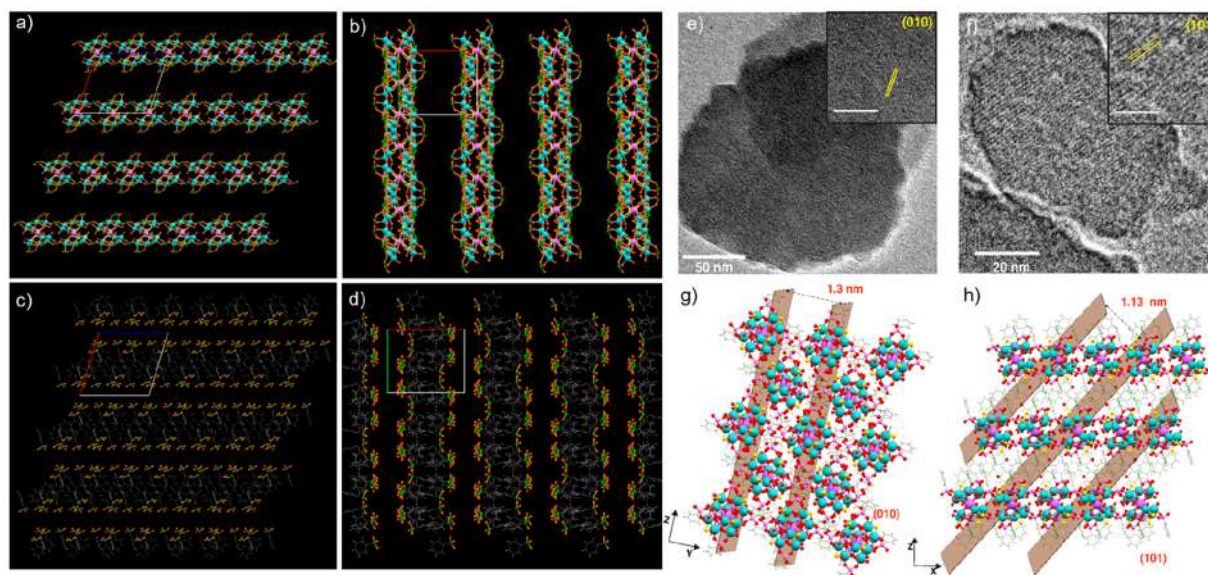 a)
b)
e)
(010)
50 nm
f)
20 nm
c)
d)
g)
1.3 nm
(010)
Z
Y
h)
1.13 nm
(101)
Z
X